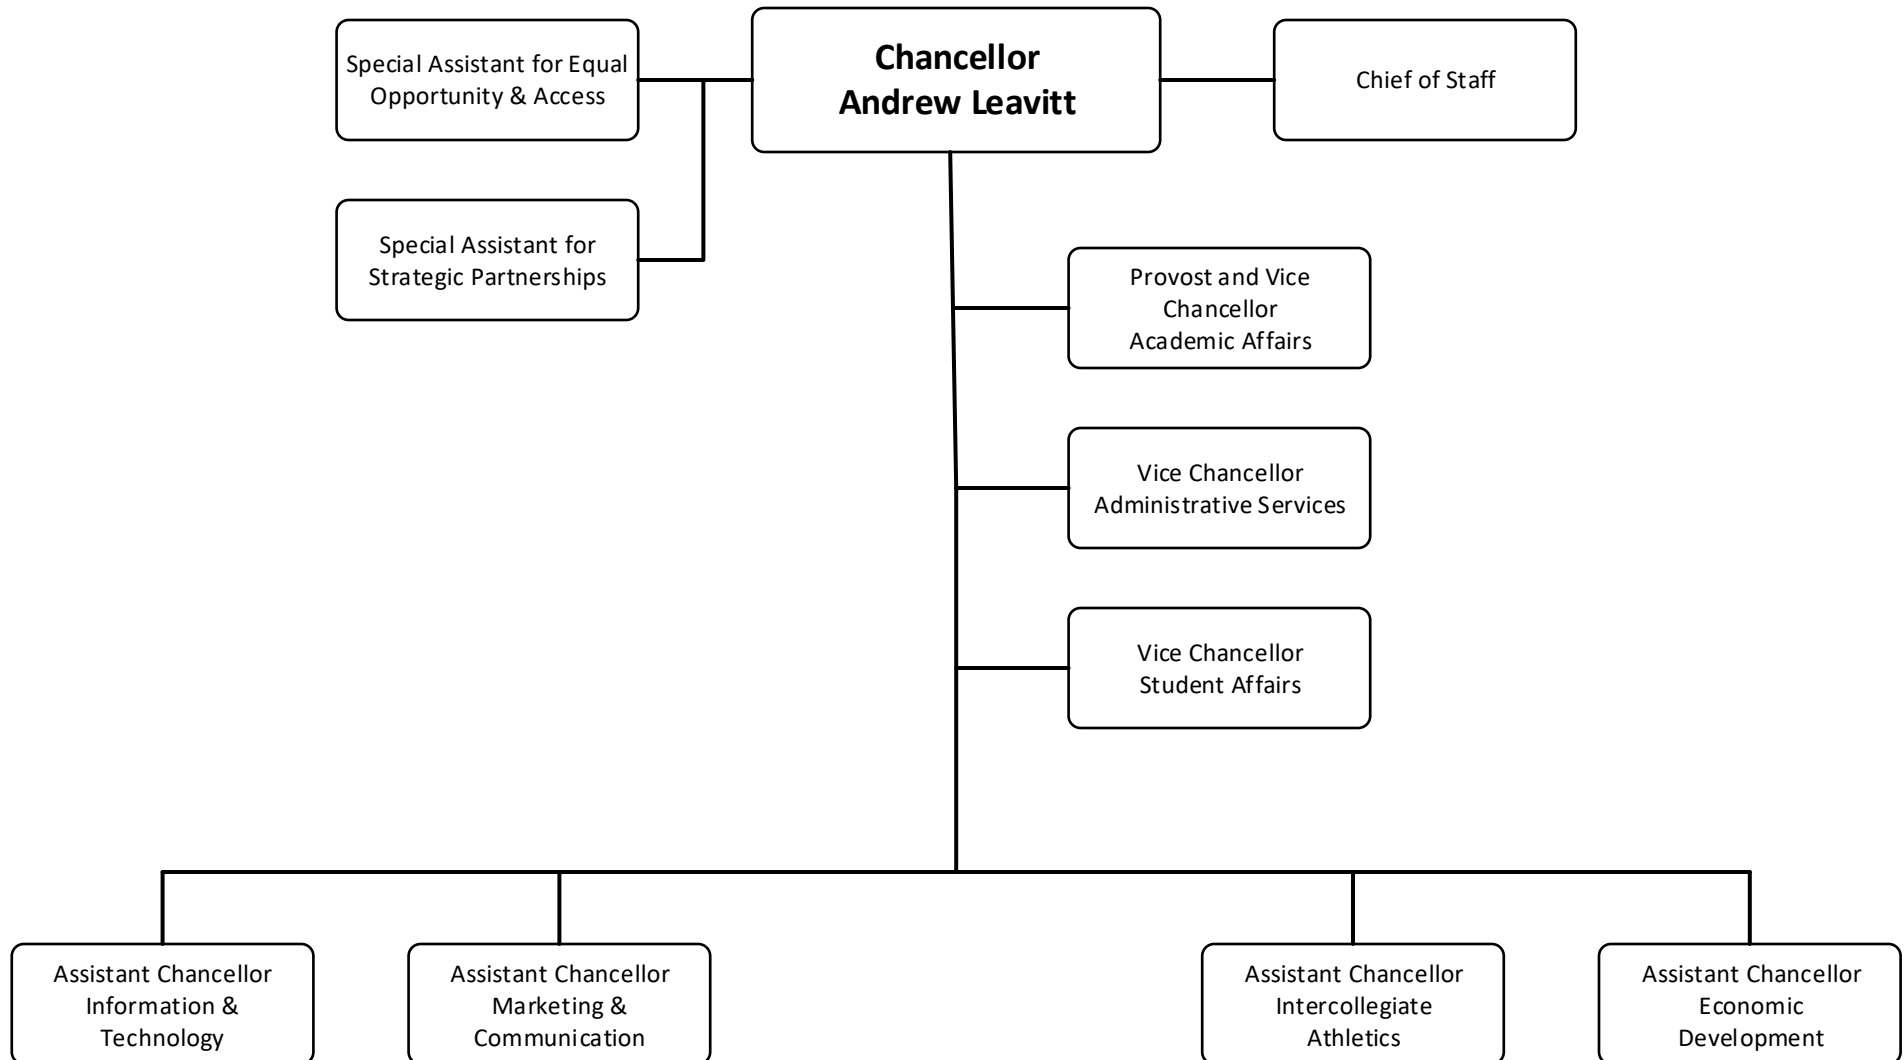 Special Assistant for Equal
Opportunity & Access
Chancellor
Andrew Leavitt
Chief of Staff
Special Assistant for
Strategic Partnerships
Provost and Vice
Chancellor
Academic Affairs
Vice Chancellor
Administrative Services
Vice Chancellor
Student Affairs
Assistant Chancellor
Information &
Technology
Assistant Chancellor
Marketing &
Communication
Assistant Chancellor
Intercollegiate
Athletics
Assistant Chancellor
Economic
Development